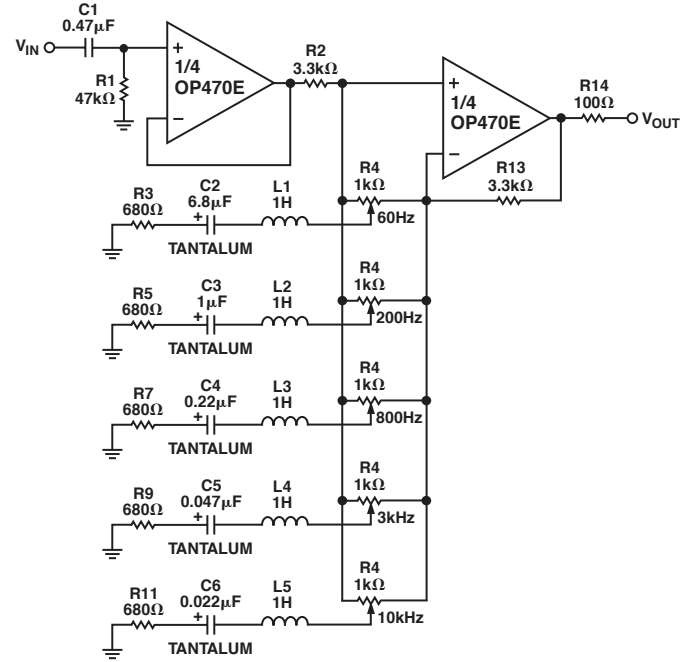 C1
0.47μF
VIN
R1
47kΩ
+
1/4
OP470E
–
R2
3.3kΩ
+
1/4
OP470E
–
R14
100Ω
VOUT
R13
3.3kΩ
R3
680Ω
C2
6.8μF
+
TANTALUM
L1
1H
R4
1kΩ
60Hz
R5
680Ω
C3
1μF
+
TANTALUM
L2
1H
R4
1kΩ
200Hz
R7
680Ω
C4
0.22μF
+
TANTALUM
L3
1H
R4
1kΩ
800Hz
R9
680Ω
C5
0.047μF
+
TANTALUM
L4
1H
R4
1kΩ
3kHz
R11
680Ω
C6
0.022μF
+
TANTALUM
L5
1H
R4
1kΩ
10kHz